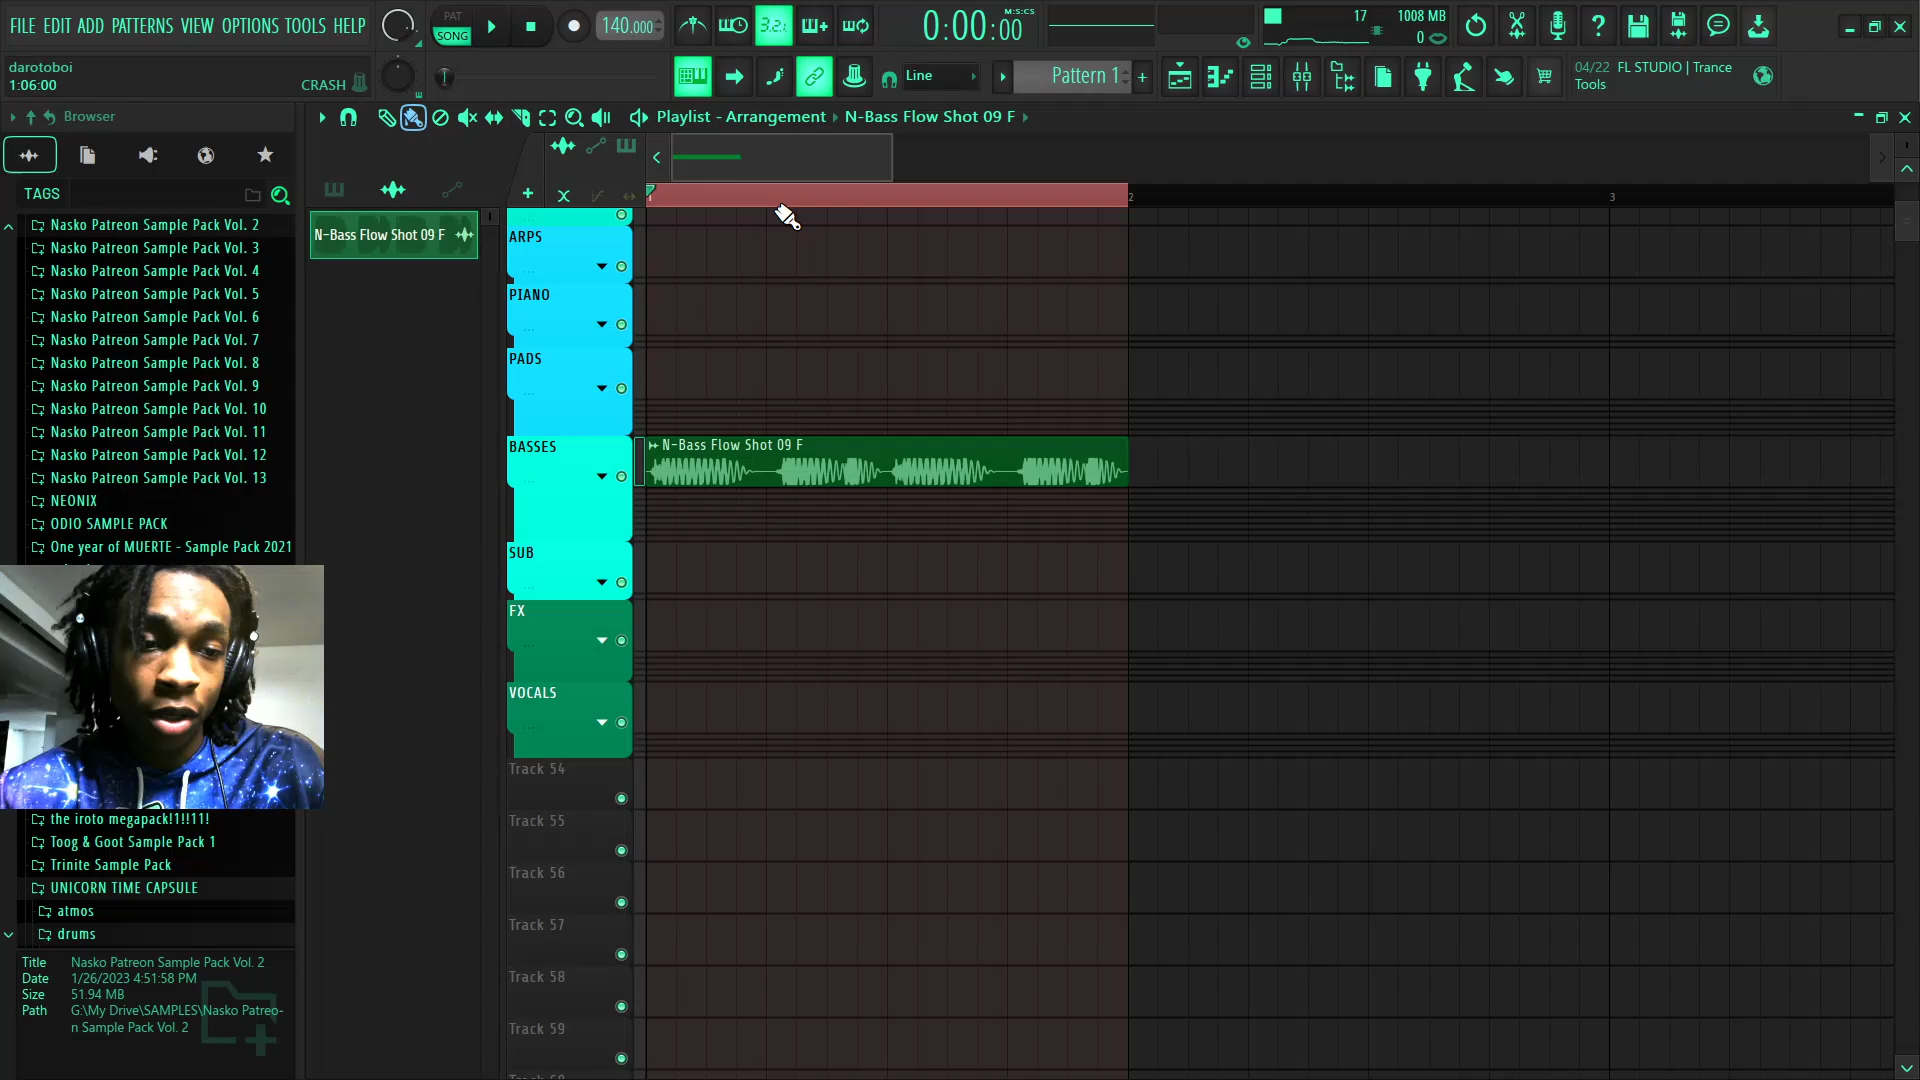 FILE EDIT ADD PATTERNS VIEW OPTIONS TOOLS HELP
PAT
SONG
140.000
3.2.1
0:00:00
M:S:CS
17
1008 MB
0
darotoboi
1:06:00
CRASH
Line
Pattern 1
04/22 FL STUDIO | Trance
Tools
Browser
Playlist - Arrangement
N-Bass Flow Shot 09 F
TAGS
1
2
3
Nasko Patreon Sample Pack Vol. 2
Nasko Patreon Sample Pack Vol. 3
Nasko Patreon Sample Pack Vol. 4
Nasko Patreon Sample Pack Vol. 5
Nasko Patreon Sample Pack Vol. 6
Nasko Patreon Sample Pack Vol. 7
Nasko Patreon Sample Pack Vol. 8
Nasko Patreon Sample Pack Vol. 9
Nasko Patreon Sample Pack Vol. 10
Nasko Patreon Sample Pack Vol. 11
Nasko Patreon Sample Pack Vol. 12
Nasko Patreon Sample Pack Vol. 13
NEONIX
ODIO SAMPLE PACK
One year of MUERTE - Sample Pack 2021
the iroto megapack!1!!11!
Toog & Goot Sample Pack 1
Trinite Sample Pack
UNICORN TIME CAPSULE
atmos
drums
Title Nasko Patreon Sample Pack Vol. 2
Date 1/26/2023 4:51:58 PM
Size 51.94 MB
Path G:\My Drive\SAMPLES\Nasko Patreo-
n Sample Pack Vol. 2
N-Bass Flow Shot 09 F
ARPS
PIANO
PADS
BASSES
N-Bass Flow Shot 09 F
SUB
FX
VOCALS
Track 54
Track 55
Track 56
Track 57
Track 58
Track 59